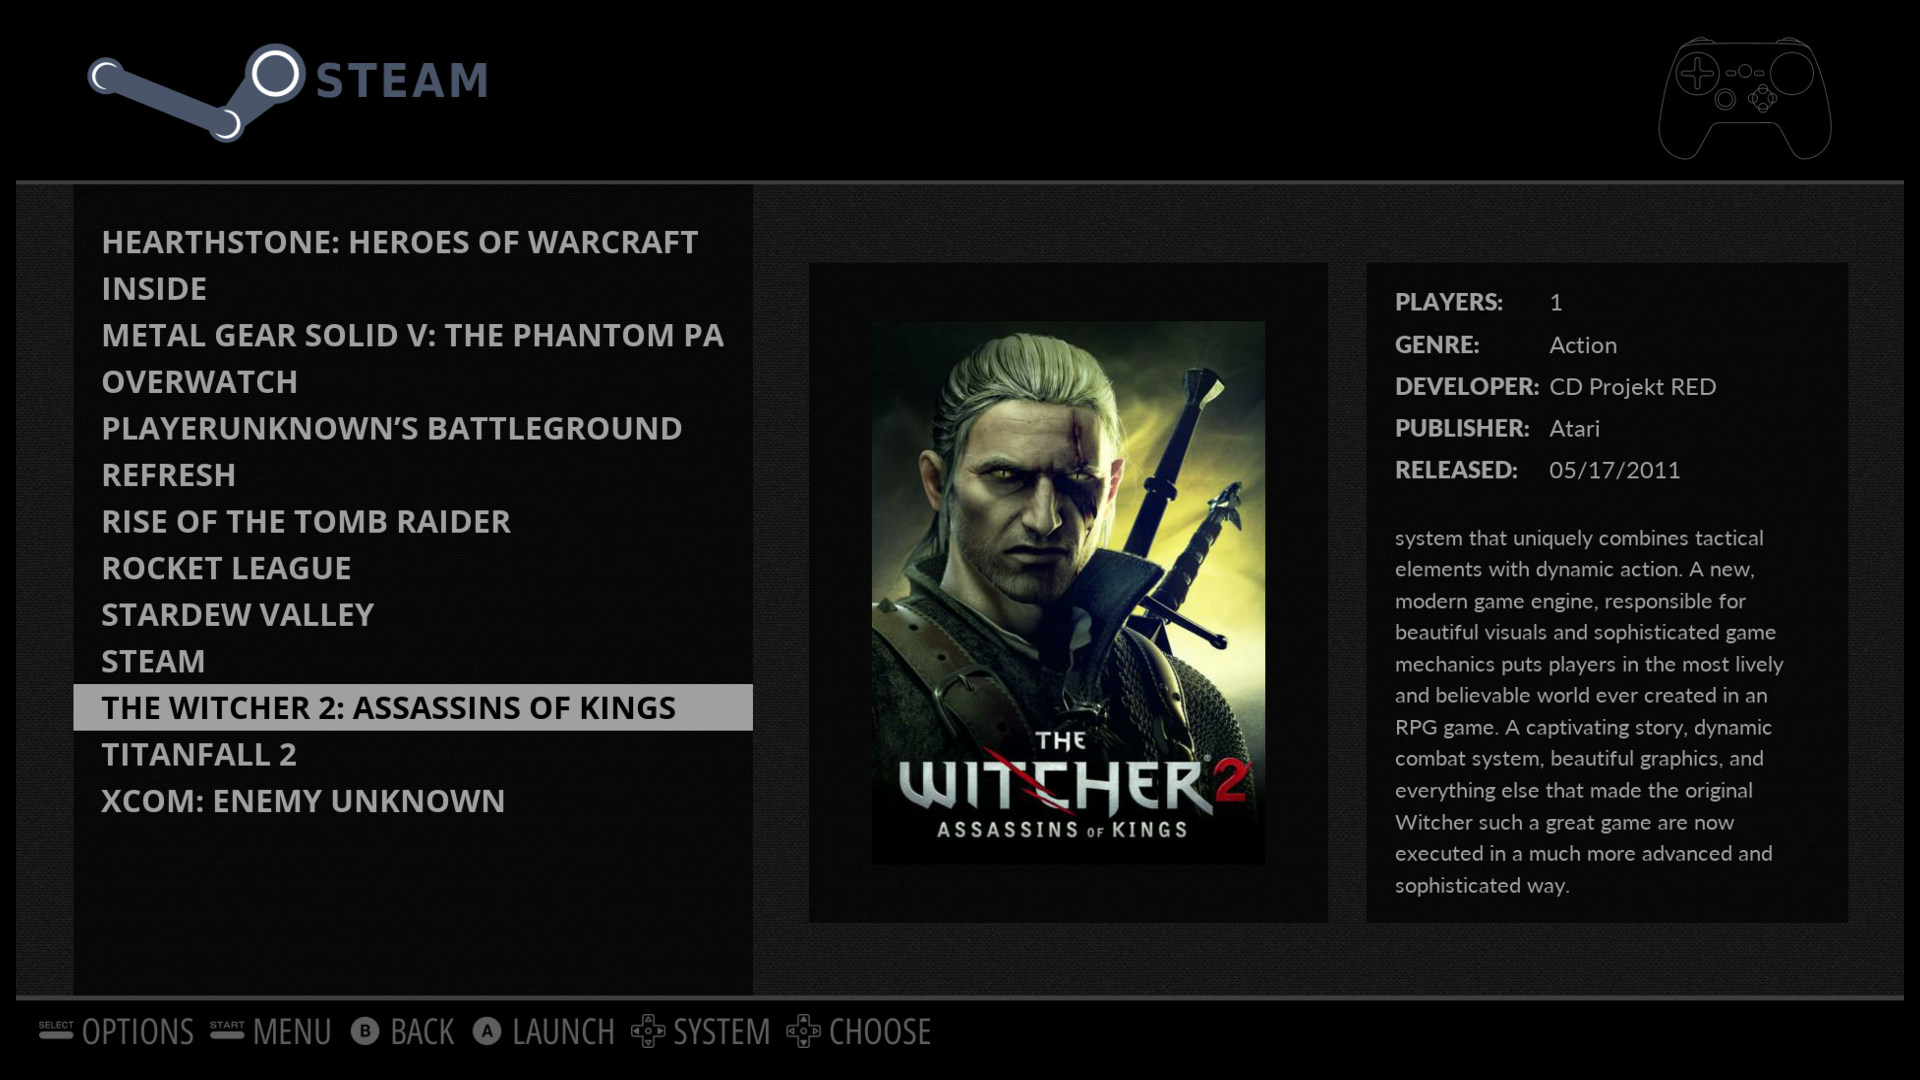 STEAM
HEARTHSTONE: HEROES OF WARCRAFT
INSIDE
METAL GEAR SOLID V: THE PHANTOM PA
OVERWATCH
PLAYERUNKNOWN’S BATTLEGROUND
REFRESH
RISE OF THE TOMB RAIDER
ROCKET LEAGUE
STARDEW VALLEY
STEAM
THE WITCHER 2: ASSASSINS OF KINGS
TITANFALL 2
XCOM: ENEMY UNKNOWN
THE
WITCHER® 2
ASSASSINS OF KINGS
PLAYERS: 1
GENRE: Action
DEVELOPER: CD Projekt RED
PUBLISHER: Atari
RELEASED: 05/17/2011
system that uniquely combines tactical
elements with dynamic action. A new,
modern game engine, responsible for
beautiful visuals and sophisticated game
mechanics puts players in the most lively
and believable world ever created in an
RPG game. A captivating story, dynamic
combat system, beautiful graphics, and
everything else that made the original
Witcher such a great game are now
executed in a much more advanced and
sophisticated way.
SELECT OPTIONS START MENU B BACK A LAUNCH SYSTEM CHOOSE